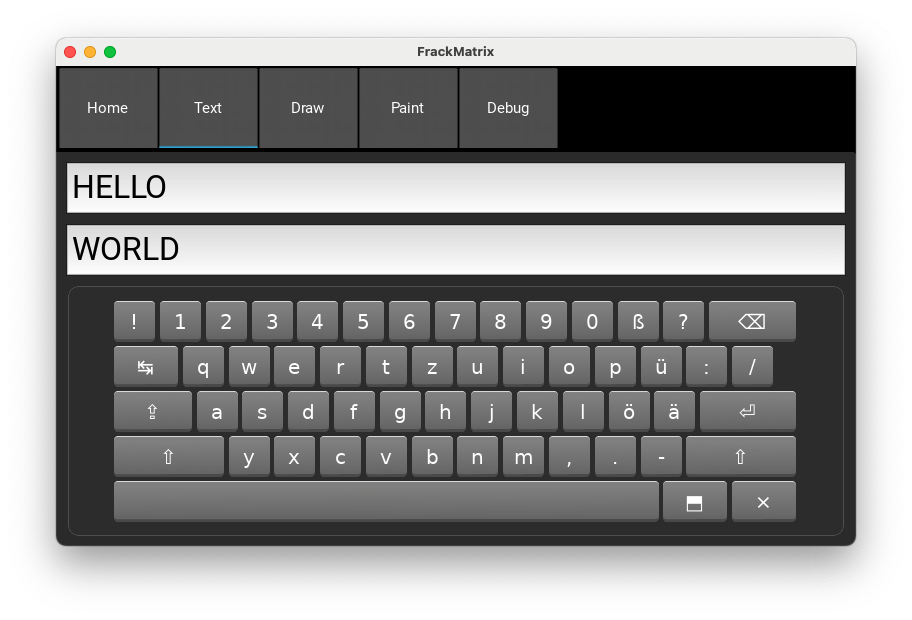 FrackMatrix
Home Text Draw Paint Debug
HELLO
WORLD
! 1 2 3 4 5 6 7 8 9 0 ß ? ⌫
↹ q w e r t z u i o p ü : /
⇪ a s d f g h j k l ö ä ⏎
⇧ y x c v b n m , . - ⇧
⬒ ×